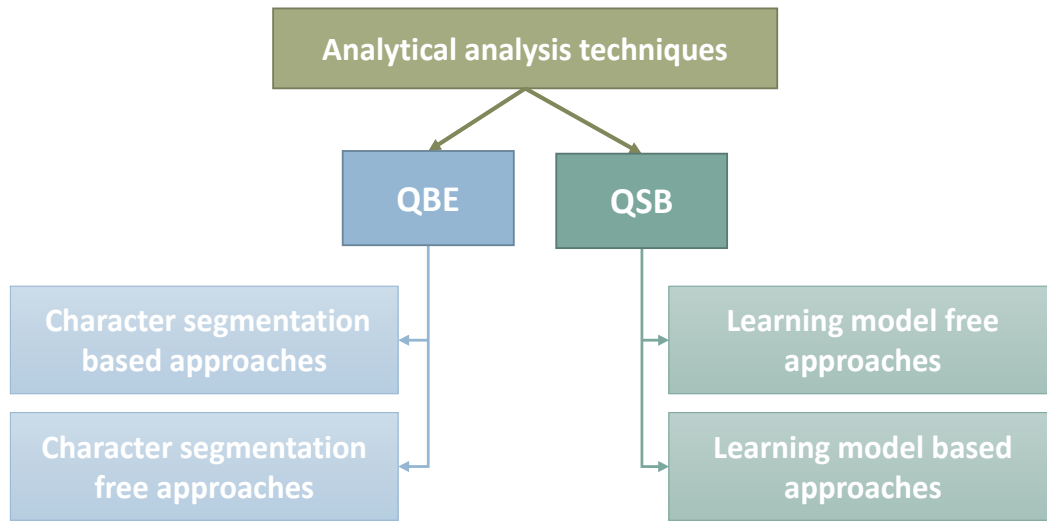 Analytical analysis techniques
QBE
QSB
Character segmentation
based approaches
Character segmentation
free approaches
Learning model free
approaches
Learning model based
approaches